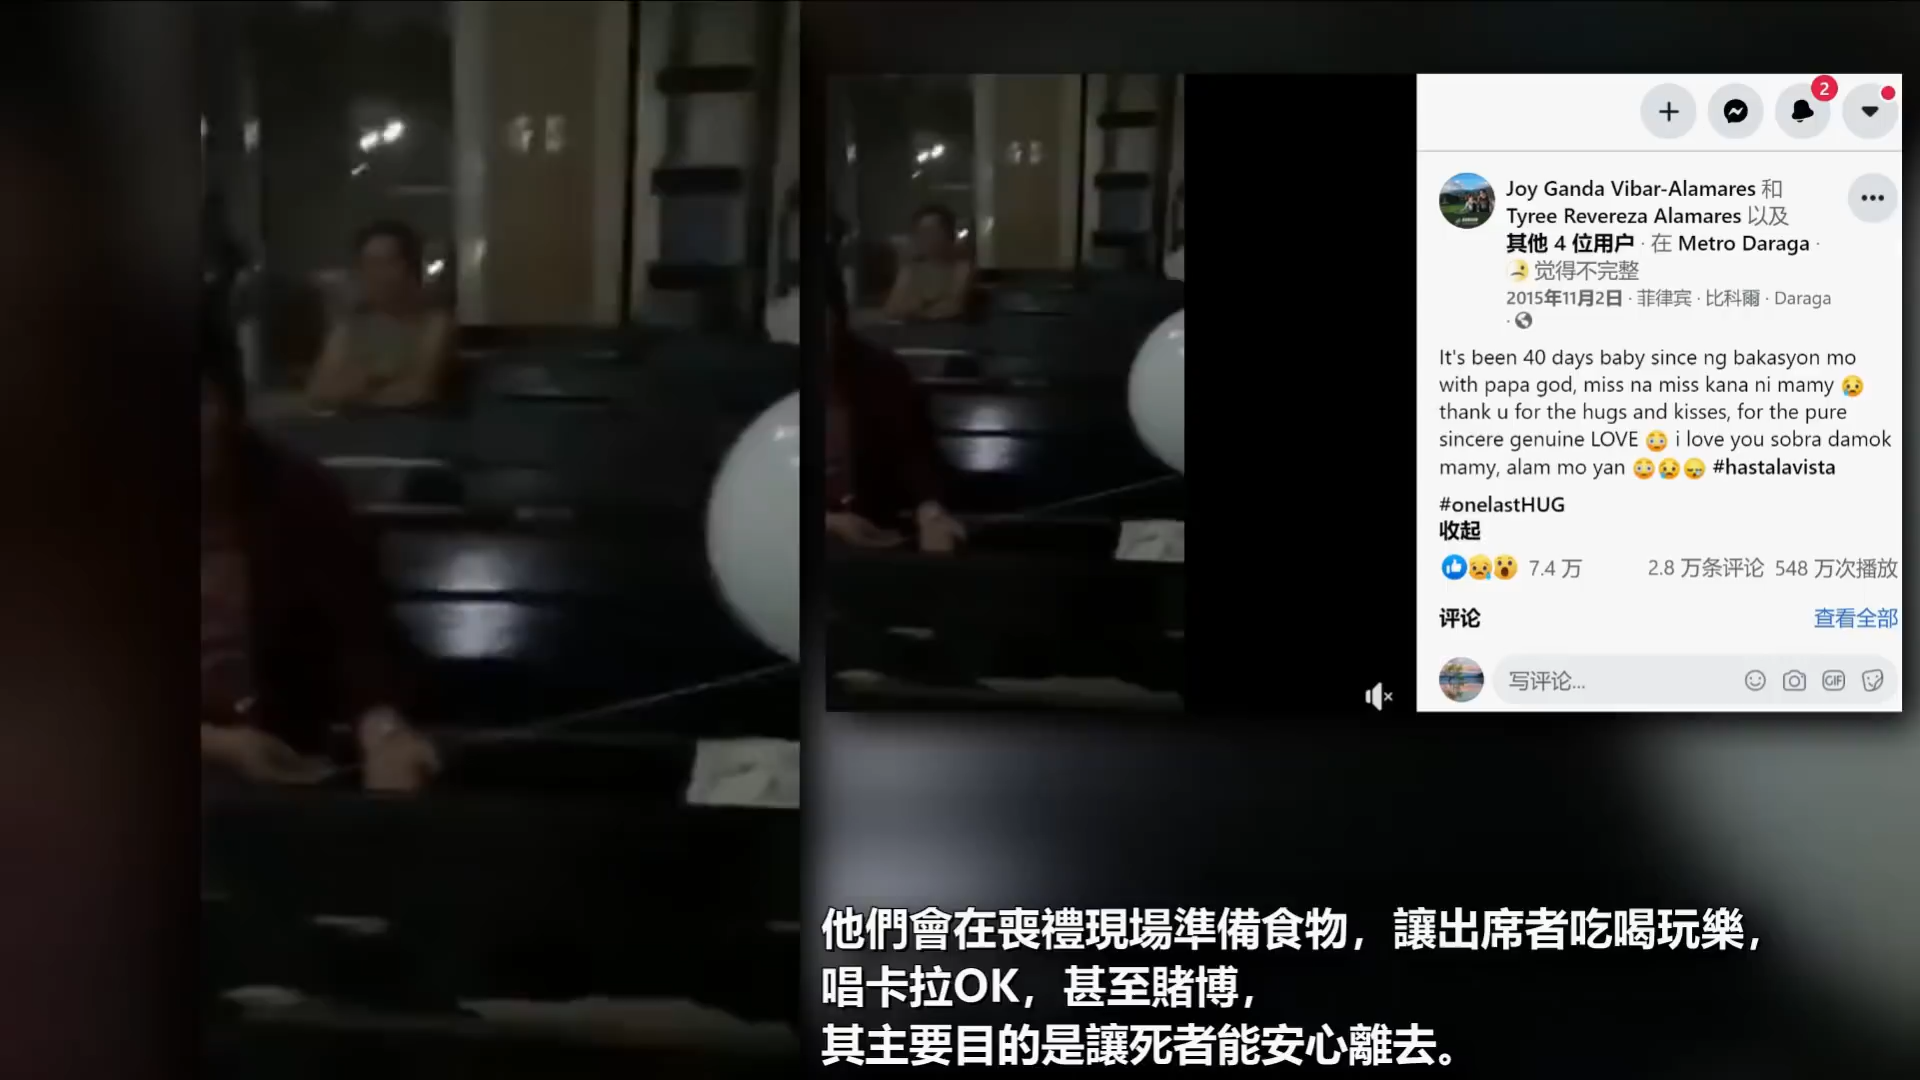 2
Joy Ganda Vibar-Alamares 和
Tyree Revereza Alamares 以及
其他 4 位用户 · 在 Metro Daraga ·
觉得不完整
2015年11月2日 · 菲律宾 · 比科爾 · Daraga
It's been 40 days baby since ng bakasyon mo
with papa god, miss na miss kana ni mamy 😥
thank u for the hugs and kisses, for the pure
sincere genuine LOVE 😳 i love you sobra damok
mamy, alam mo yan 😳😥😪 #hastalavista
#onelastHUG
收起
7.4 万 2.8 万条评论 548 万次播放
评论 查看全部
写评论... GIF
他們會在喪禮現場準備食物，讓出席者吃喝玩樂，
唱卡拉OK，甚至賭博，
其主要目的是讓死者能安心離去。